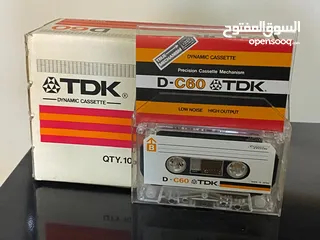 السوق المفتوح
opensooq.com
D60
TDK®
DYNAMIC CASSETTE
QTY.10
DYNAMIC CASSETTE
Precision Cassette Mechanism
D-C60 TDK
LOW NOISE HIGH OUTPUT
D-C60 TDK